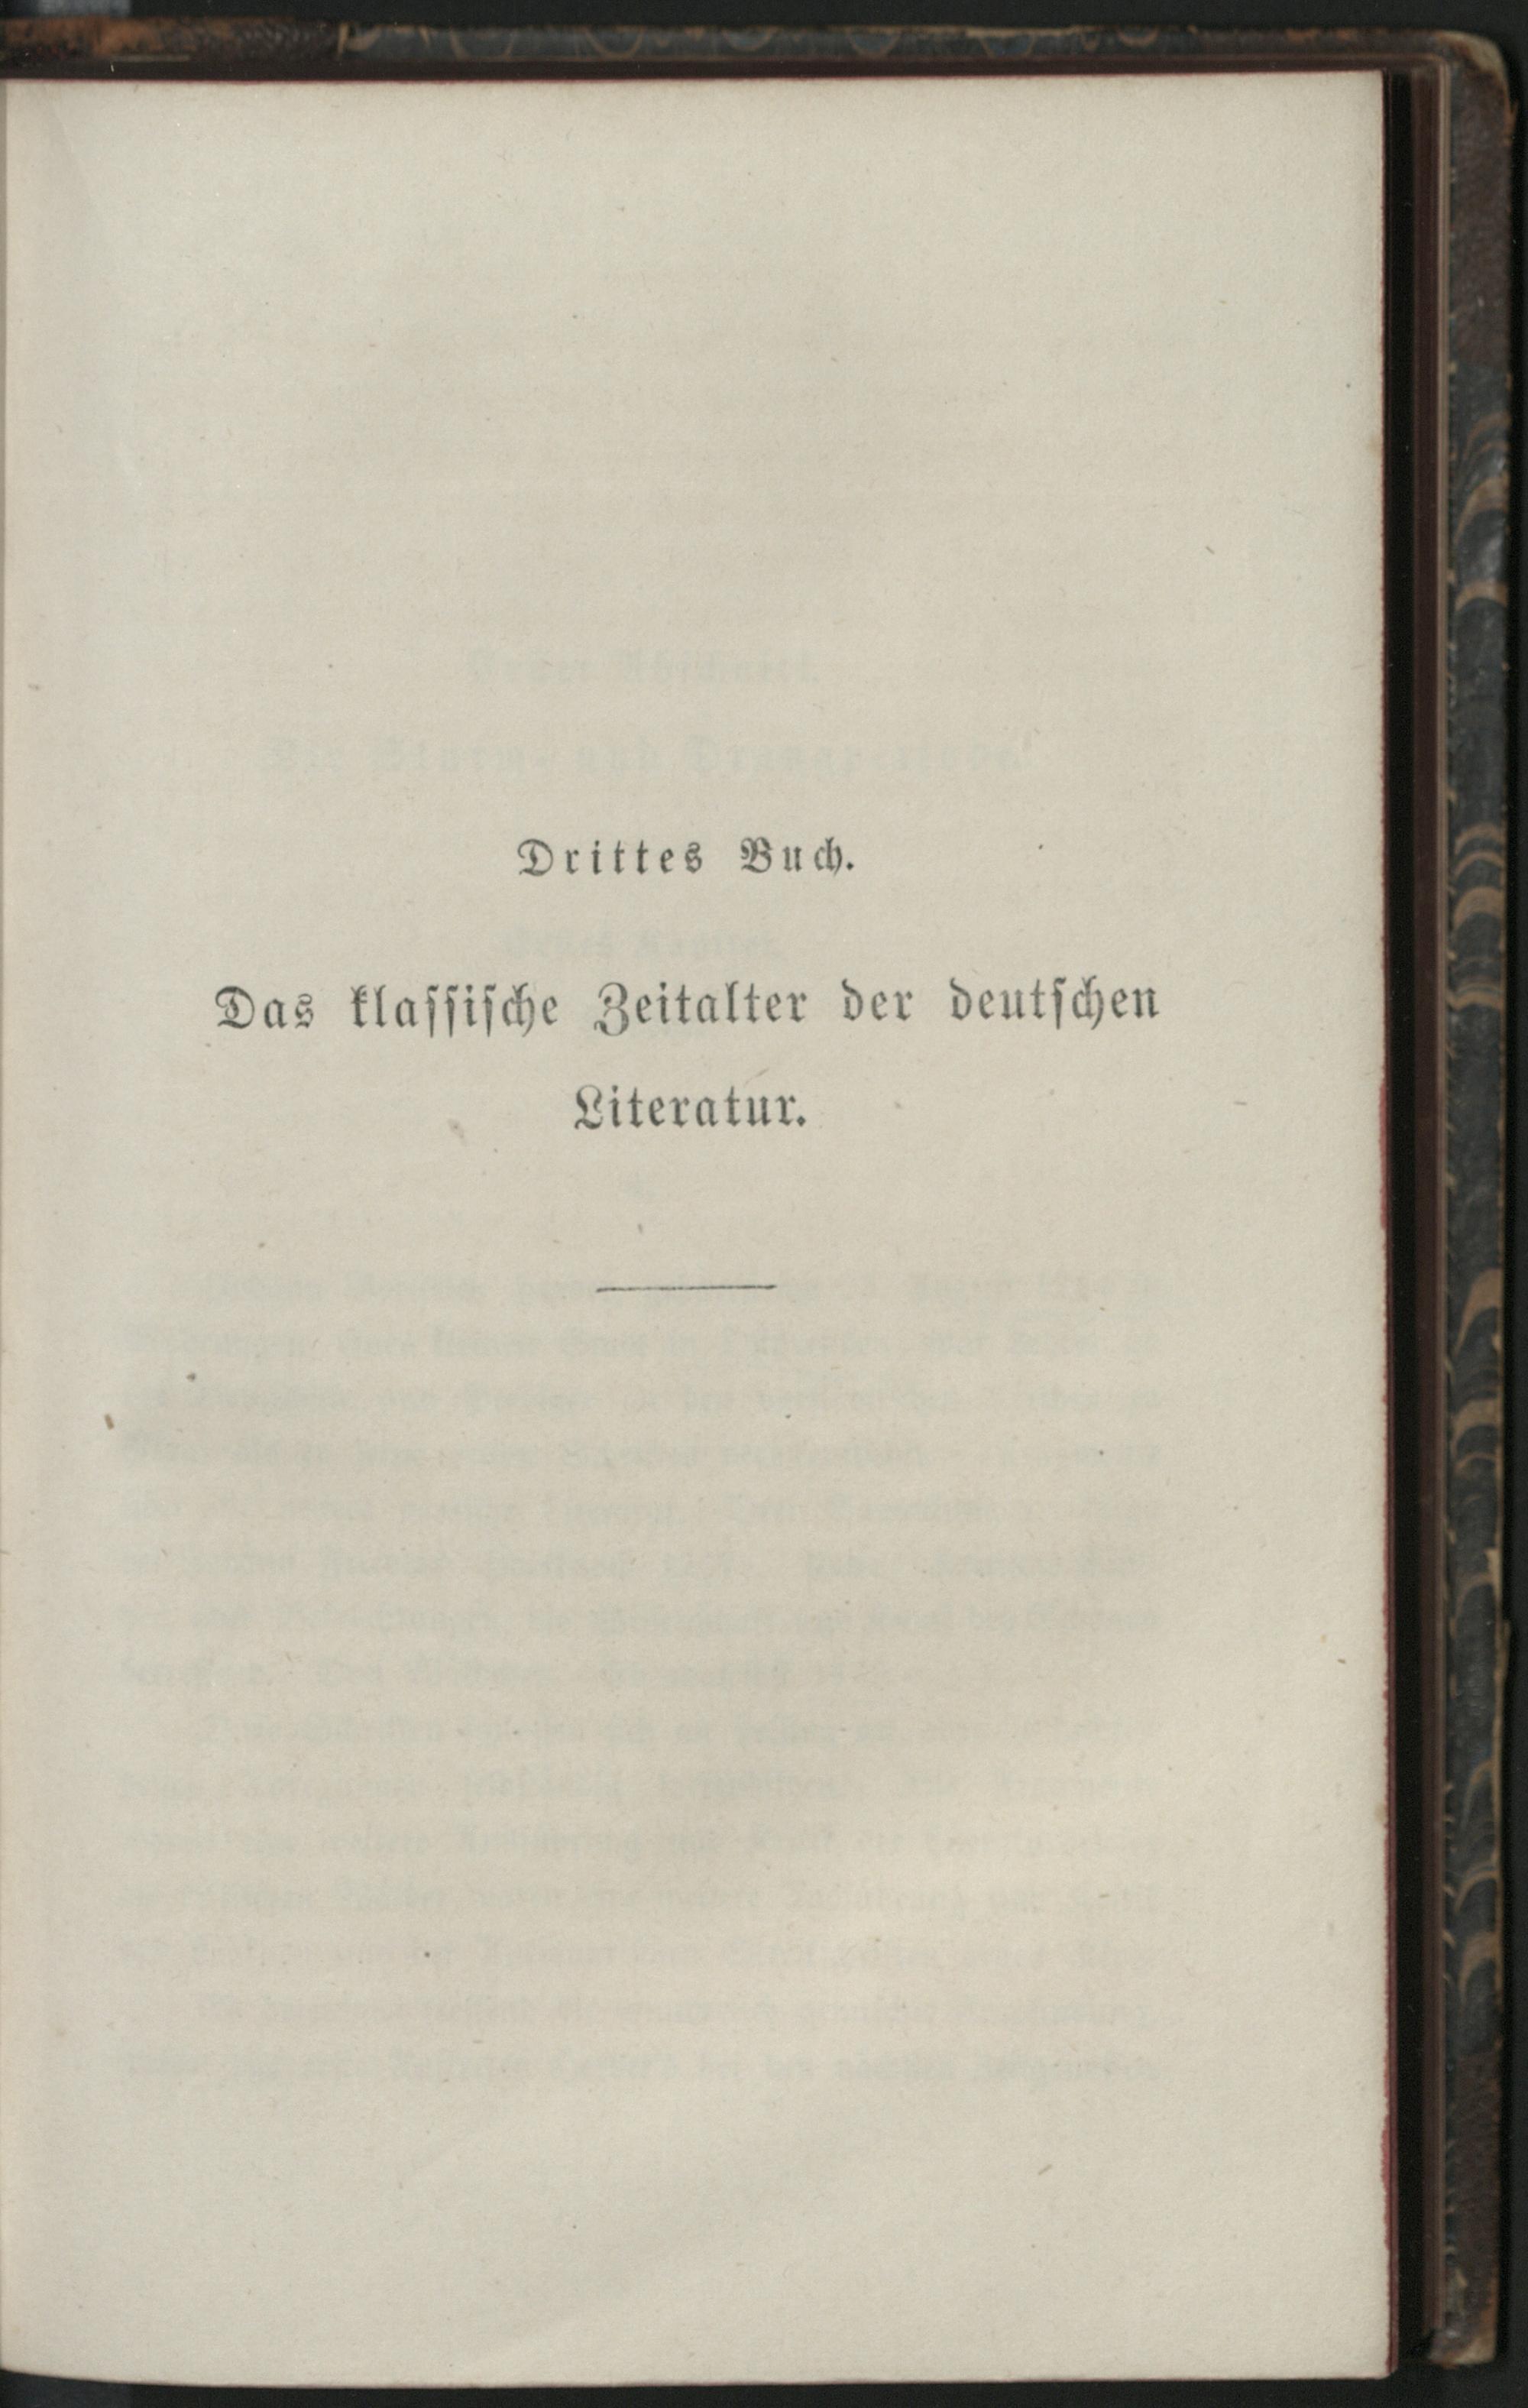 Drittes Buch.
Das klaſſiſche Zeitalter der deutſchen
Literatur.